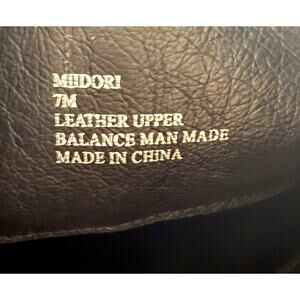 MIIDORI
7M
LEATHER UPPER
BALANCE MAN MADE
MADE IN CHINA